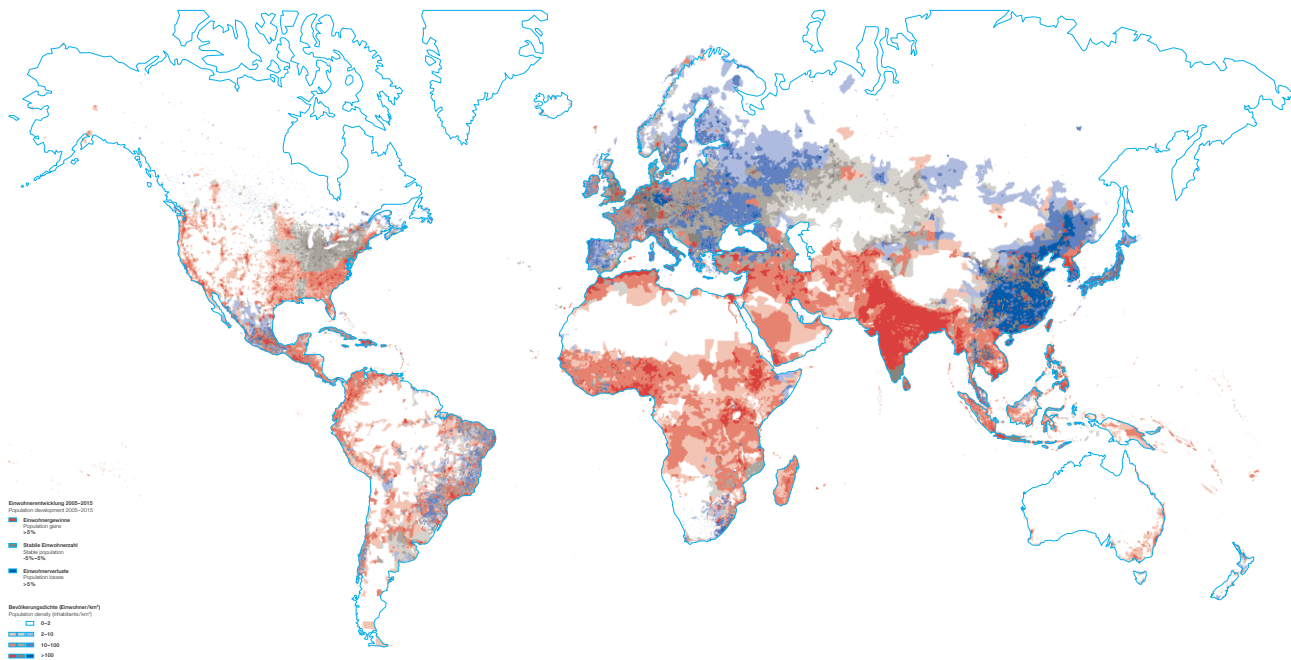 Einwohnerentwicklung 2005–2015
Population development 2005–2015
Einwohnergewinne
Population gains
>5%
Stabile Einwohnerzahl
Stable population
-5%–5%
Einwohnerverluste
Population losses
>5%
Bevölkerungsdichte (Einwohner/km²)
Population density (inhabitants/km²)
0–2
2–10
10–100
>100